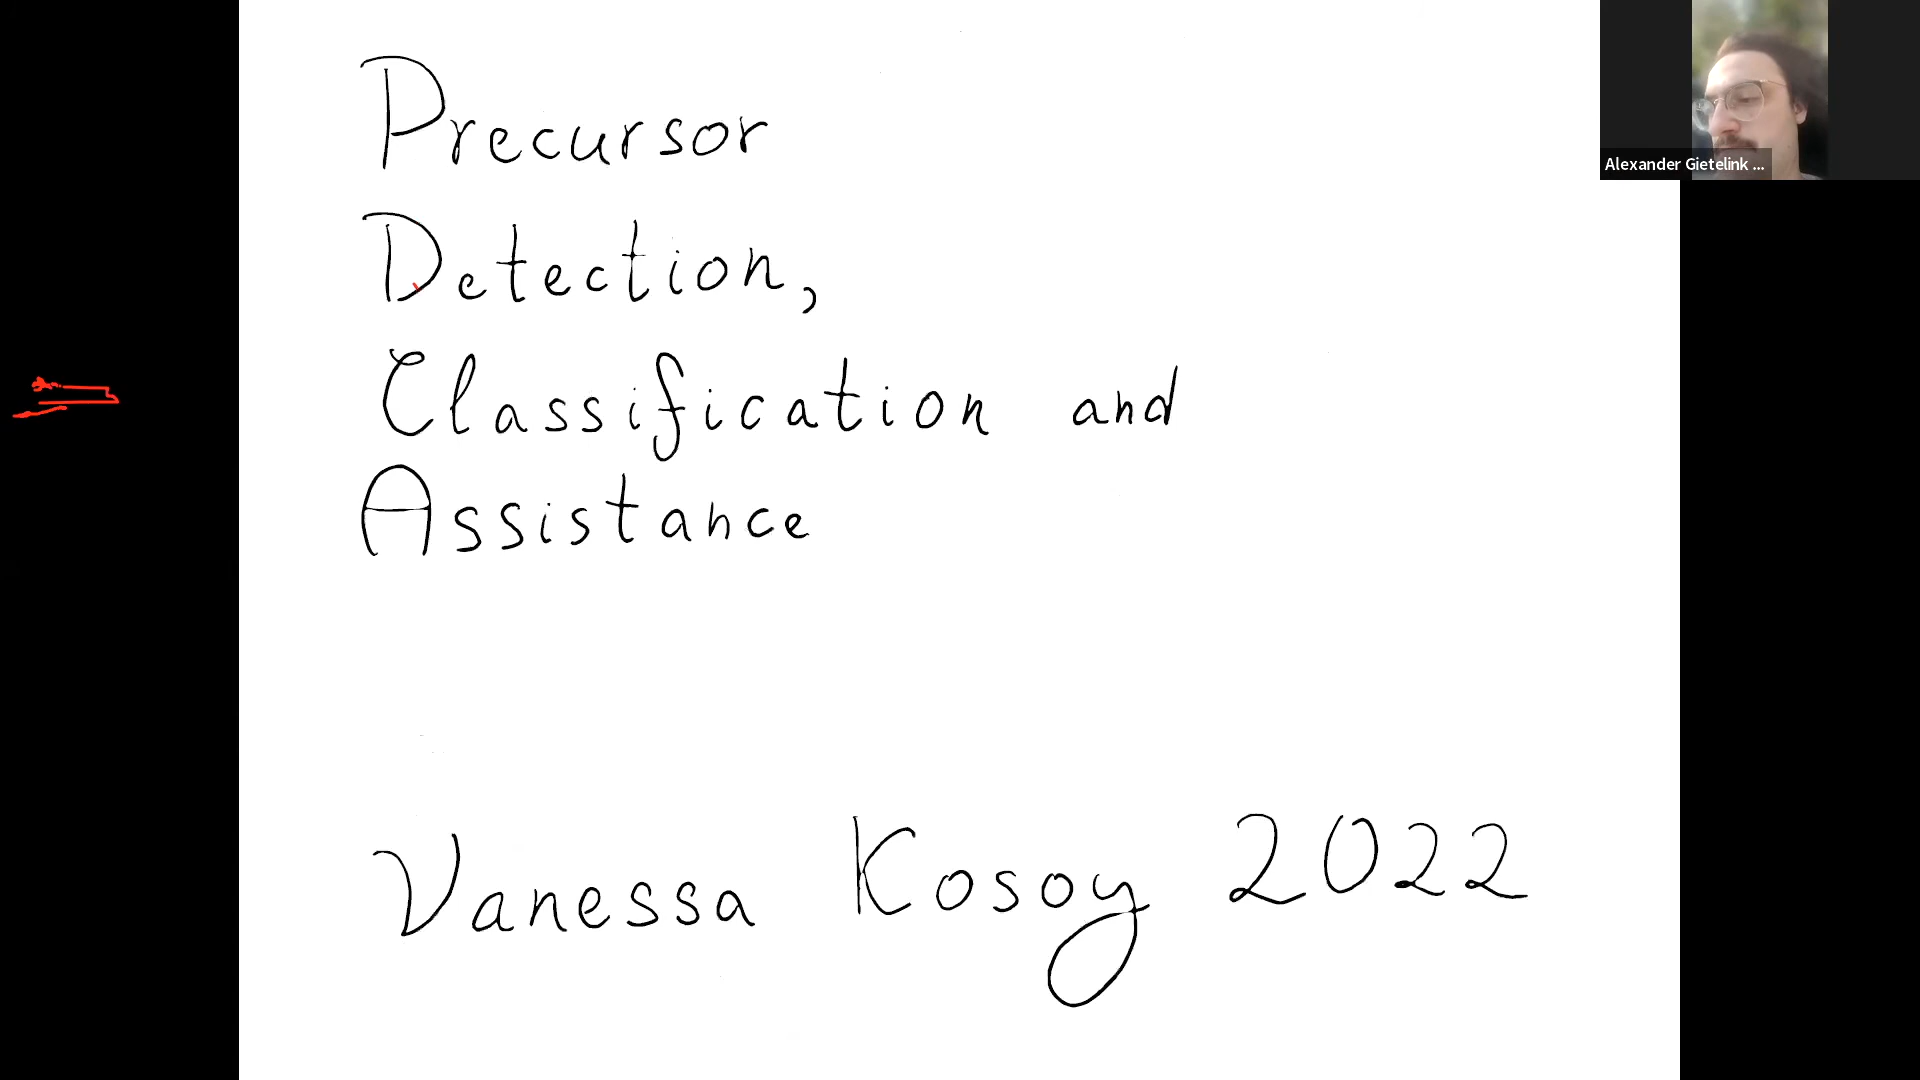 Precursor
Detection,
Classification and
Assistance
Vanessa Kosoy 2022
Alexander Gietelink ...